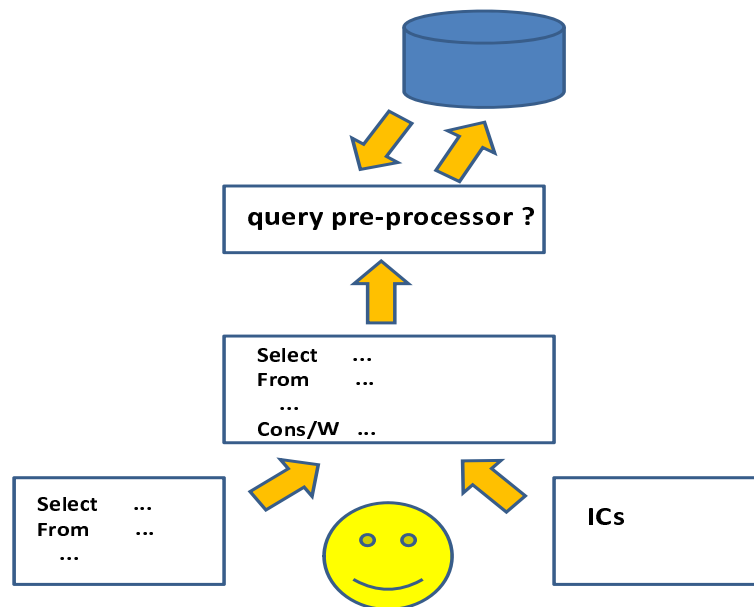 query pre-processor ?
Select ...
From ...
...
Cons/W ...
Select ...
From ...
...
ICs